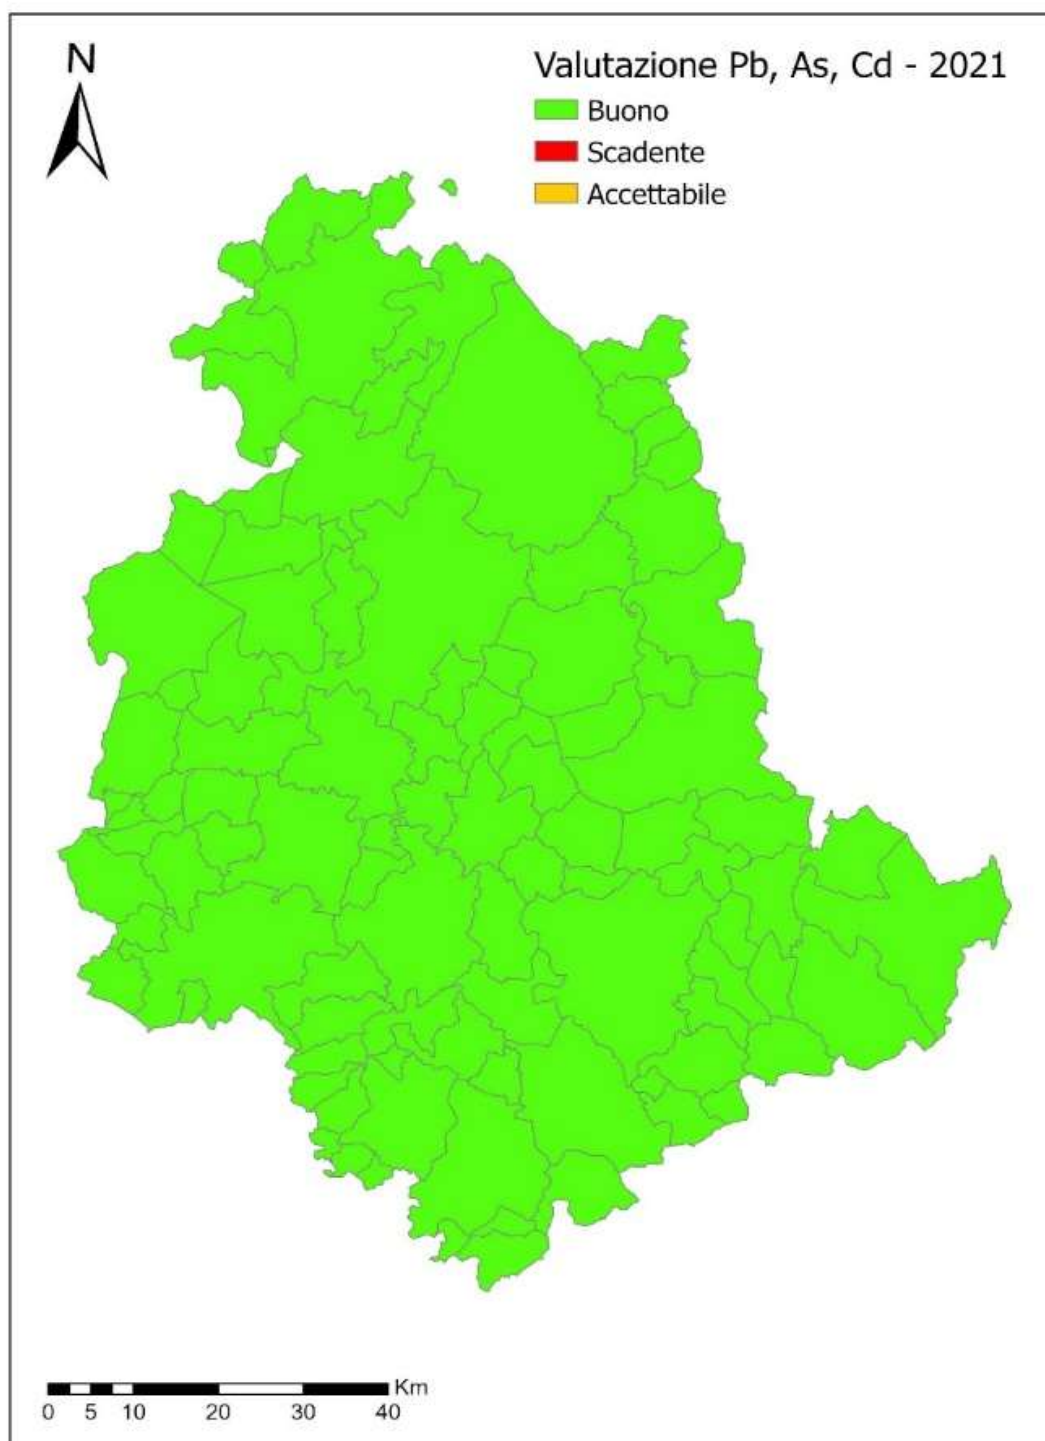 N
Valutazione Pb, As, Cd - 2021
Buono
Scadente
Accettabile
Km
0 5 10 20 30 40